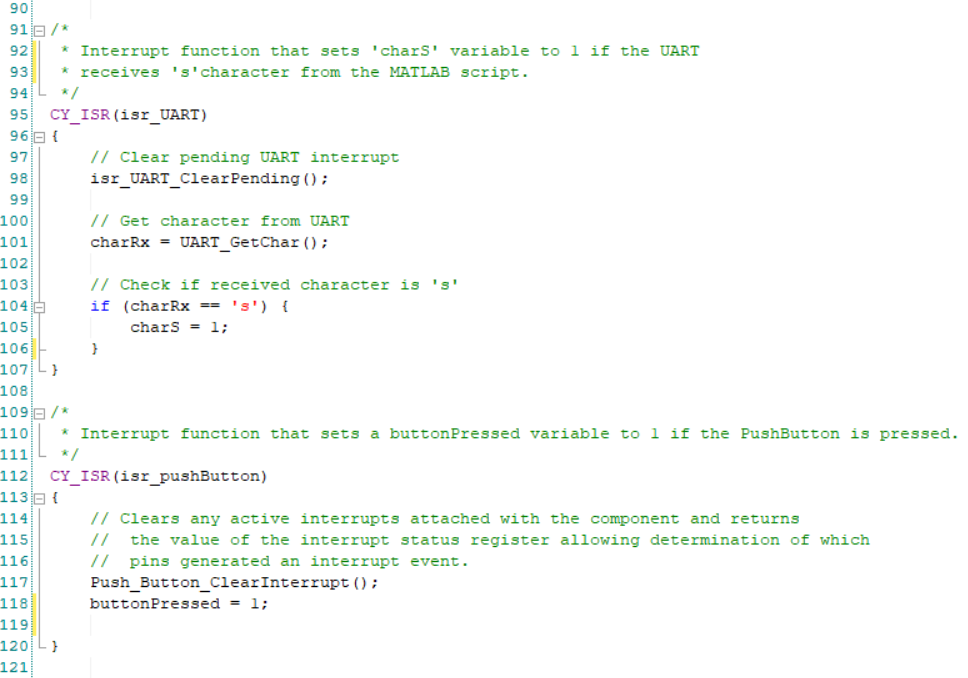 90
91 /*
92 * Interrupt function that sets 'charS' variable to 1 if the UART
93 * receives 's'character from the MATLAB script.
94 */
95 CY_ISR(isr_UART)
96 {
97 // Clear pending UART interrupt
98 isr_UART_ClearPending();
99
100 // Get character from UART
101 charRx = UART_GetChar();
102
103 // Check if received character is 's'
104 if (charRx == 's') {
105 charS = 1;
106 }
107 }
108
109 /*
110 * Interrupt function that sets a buttonPressed variable to 1 if the PushButton is pressed.
111 */
112 CY_ISR(isr_pushButton)
113 {
114 // Clears any active interrupts attached with the component and returns
115 // the value of the interrupt status register allowing determination of which
116 // pins generated an interrupt event.
117 Push_Button_ClearInterrupt();
118 buttonPressed = 1;
119
120 }
121